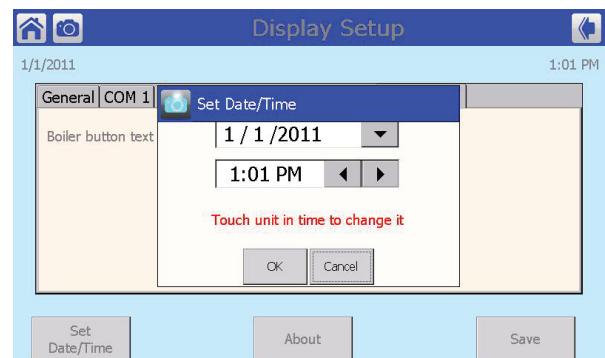 Display Setup
1/1/2011 1:01 PM
General COM 1
Set Date/Time
Boiler button text
1 / 1 /2011
1:01 PM
Touch unit in time to change it
OK Cancel
Set
Date/Time
About
Save